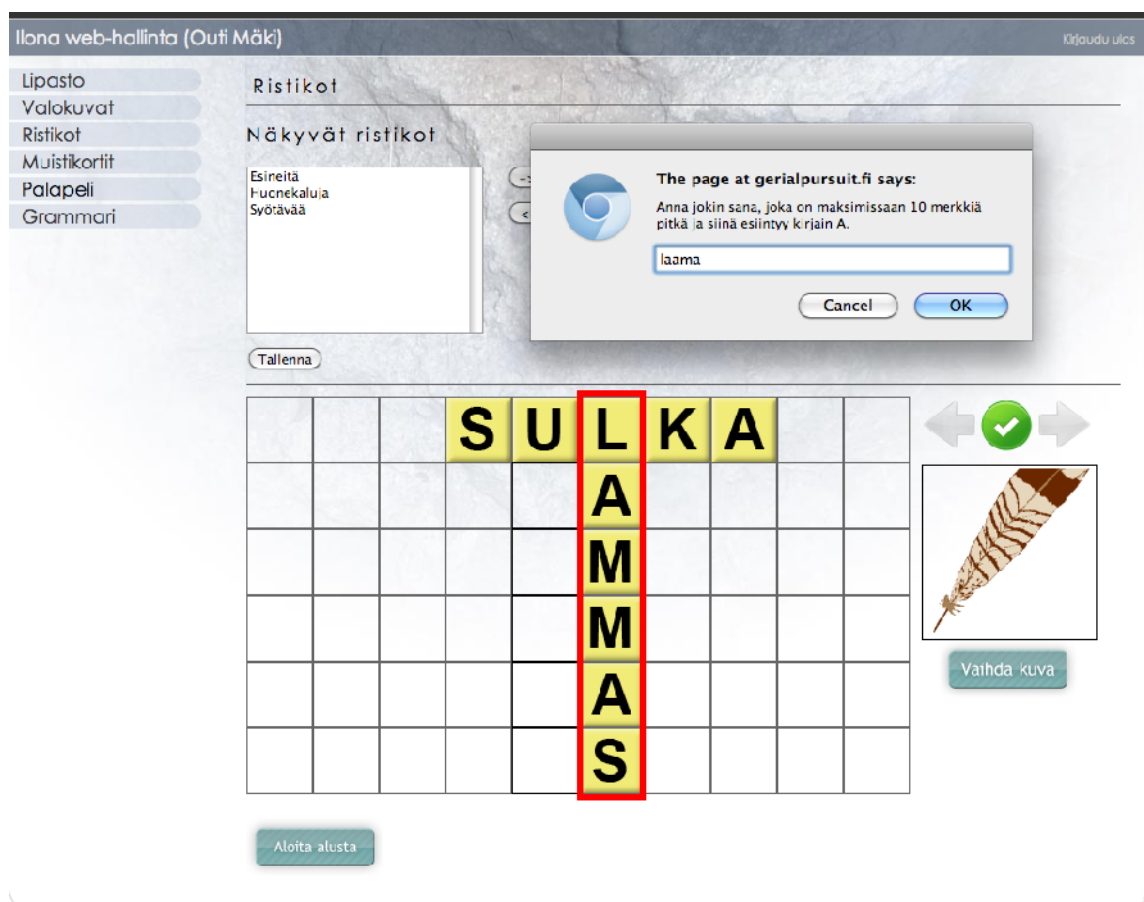 Ilona web-hallinta (Outi Mäki)
Kirjaudu ulos
Lipasto
Valokuvat
Ristikot
Muistikortit
Palapeli
Grammari
Ristikot
Näkyvät ristikot
Esineitä
Huonekaluja
Syötävää
->
<
Tallenna
The page at gerialpursuit.fi says:
Anna jokin sana, joka on maksimissaan 10 merkkiä
pitkä ja siinä esiintyy kirjain A.
laama
Cancel
OK
SULKA
A
M
M
A
S
Vaihda kuva
Aloita alusta